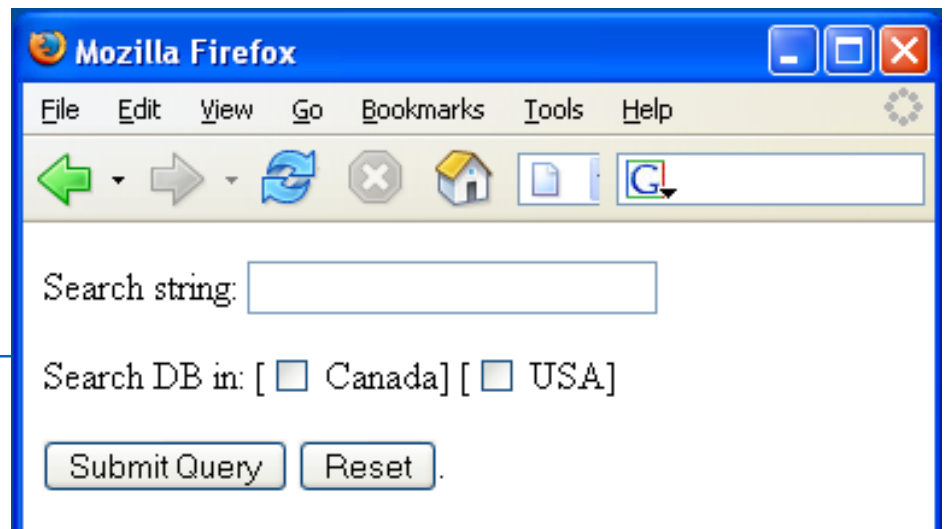 Mozilla Firefox
File Edit View Go Bookmarks Tools Help
G
Search string:
Search DB in: [ Canada] [ USA]
Submit Query Reset .